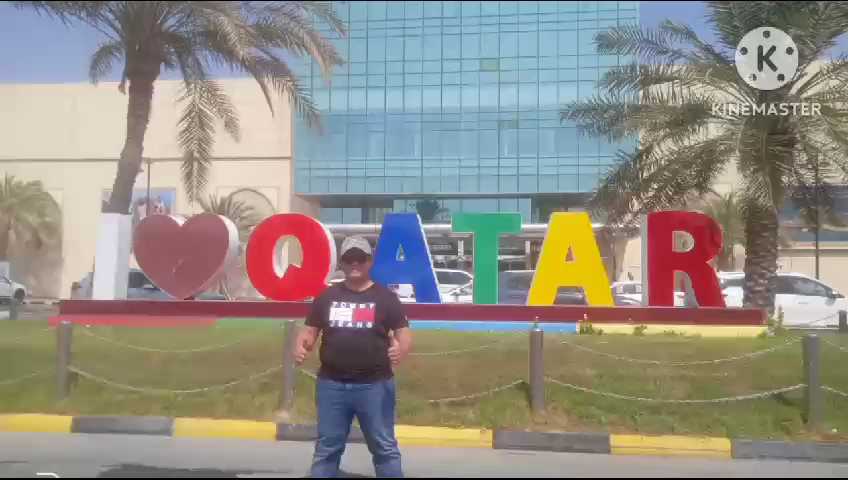 K
KINEMASTER
I ♥ QATAR
TOMMY
JEANS